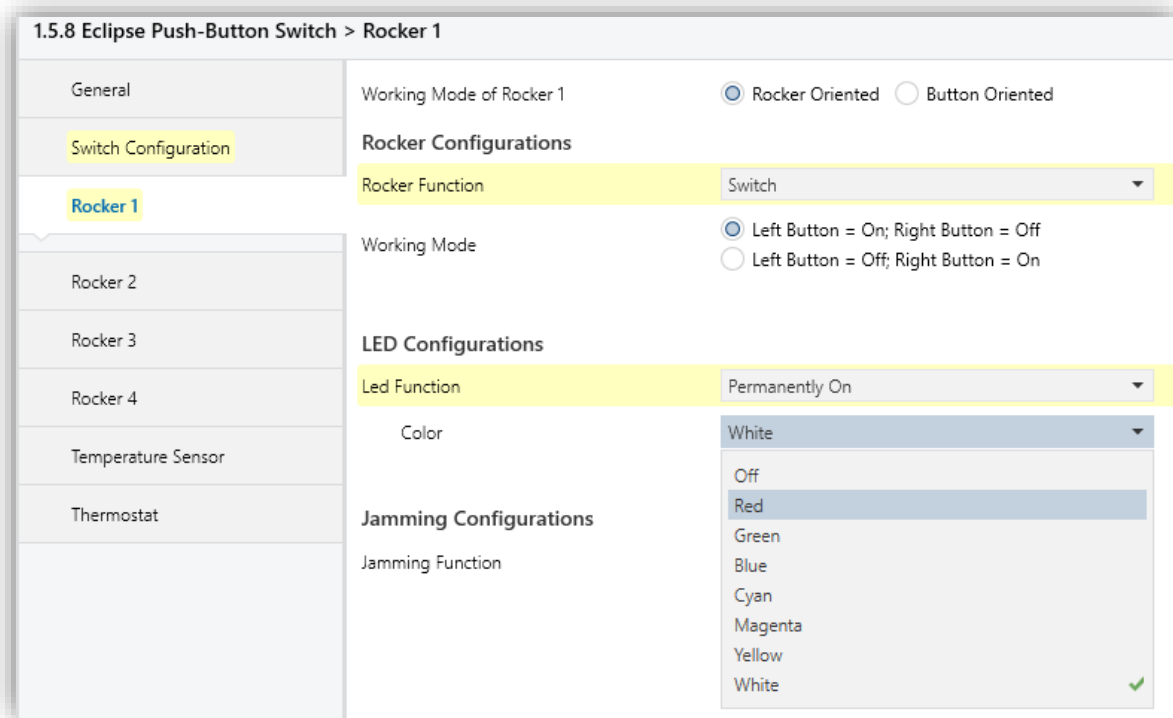 1.5.8 Eclipse Push-Button Switch > Rocker 1
General
Switch Configuration
Rocker 1
Rocker 2
Rocker 3
Rocker 4
Temperature Sensor
Thermostat
Working Mode of Rocker 1 Rocker Oriented Button Oriented
Rocker Configurations
Rocker Function Switch
Working Mode Left Button = On; Right Button = Off
Left Button = Off; Right Button = On
LED Configurations
Led Function Permanently On
Color White
Off
Red
Green
Blue
Cyan
Magenta
Yellow
White
Jamming Configurations
Jamming Function